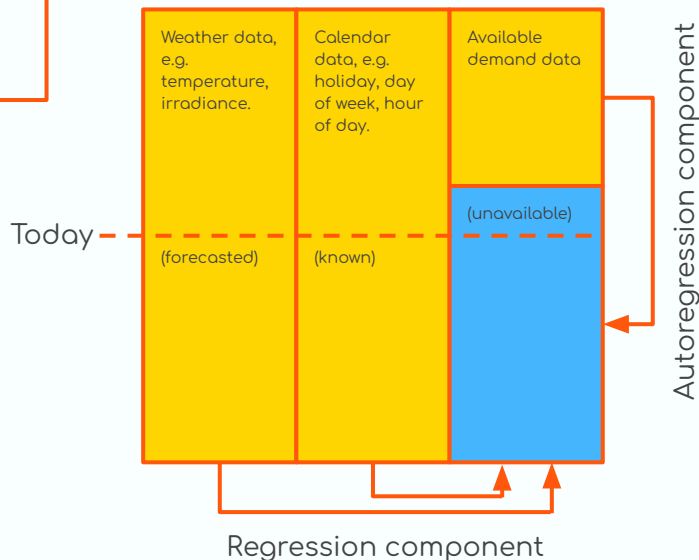 Weather data,
e.g.
temperature,
irradiance.
Calendar
data, e.g.
holiday, day
of week, hour
of day.
Available
demand data
(unavailable)
Today
(forecasted)
(known)
Autoregression component
Regression component